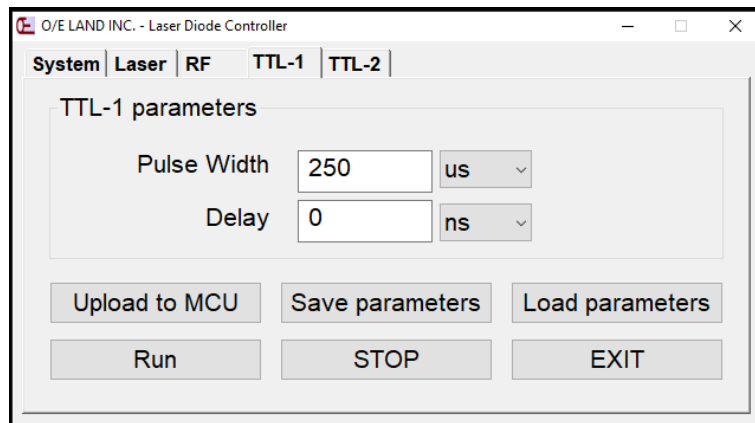 O/E LAND INC. - Laser Diode Controller
System Laser RF TTL-1 TTL-2
TTL-1 parameters
Pulse Width 250 us
Delay 0 ns
Upload to MCU Save parameters Load parameters
Run STOP EXIT